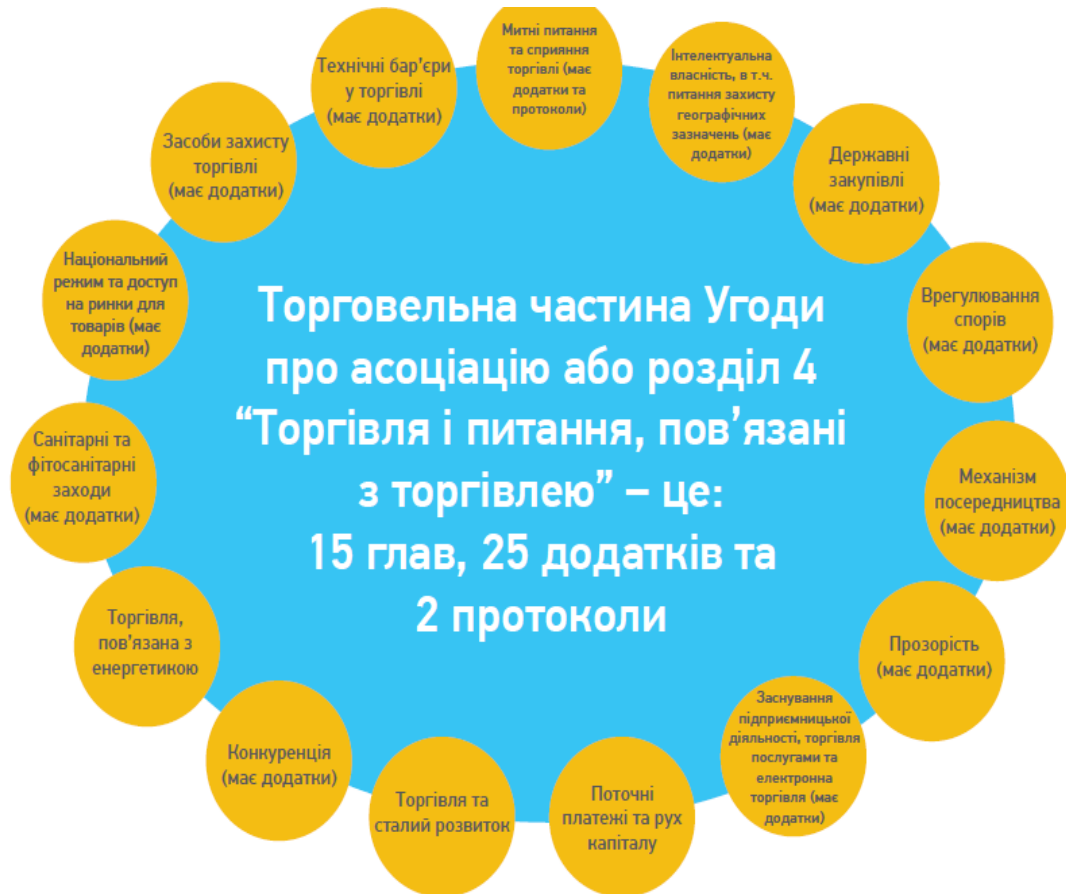 Митні питання
та сприяння
торгівлі (має
додатки та
протоколи)
Інтелектуальна
власність, в т.ч.
питання захисту
географічних
зазначень (має
додатки)
Державні
закупівлі
(має додатки)
Врегулювання
спорів
(має додатки)
Механізм
посередництва
(має додатки)
Прозорість
(має додатки)
Заснування
підприємницької
діяльності, торгівля
послугами та
електронна
торгівля (має
додатки)
Поточні
платежі та рух
капіталу
Торгівля та
сталий розвиток
Конкуренція
(має додатки)
Торгівля,
пов’язана з
енергетикою
Санітарні та
фітосанітарні
заходи
(має додатки)
Національний
режим та доступ
на ринки для
товарів (має
додатки)
Засоби захисту
торгівлі
(має додатки)
Технічні бар’єри
у торгівлі
(має додатки)
Торговельна частина Угоди
про асоціацію або розділ 4
“Торгівля і питання, пов’язані
з торгівлею” – це:
15 глав, 25 додатків та
2 протоколи